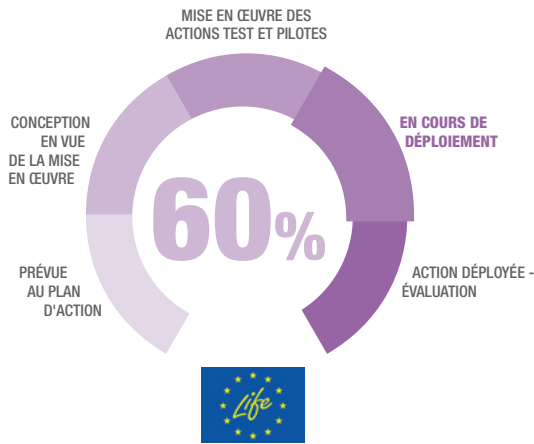 MISE EN ŒUVRE DES
ACTIONS TEST ET PILOTES
CONCEPTION
EN VUE
DE LA MISE
EN ŒUVRE
EN COURS DE
DÉPLOIEMENT
60%
PRÉVUE
AU PLAN
D'ACTION
ACTION DÉPLOYÉE -
ÉVALUATION
Life